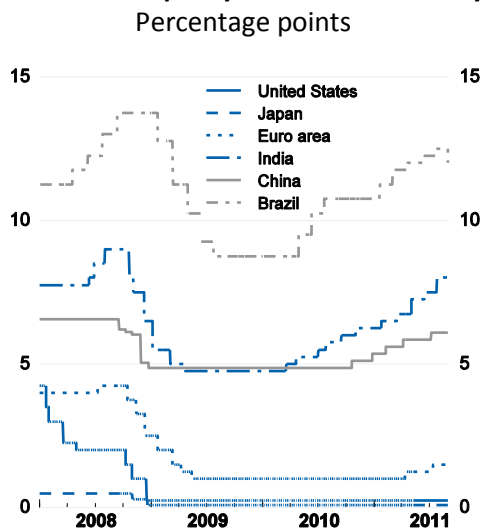 Percentage points
15 15
United States
Japan
Euro area
India
China
Brazil
10 10
5 5
0 0
2008 2009 2010 2011